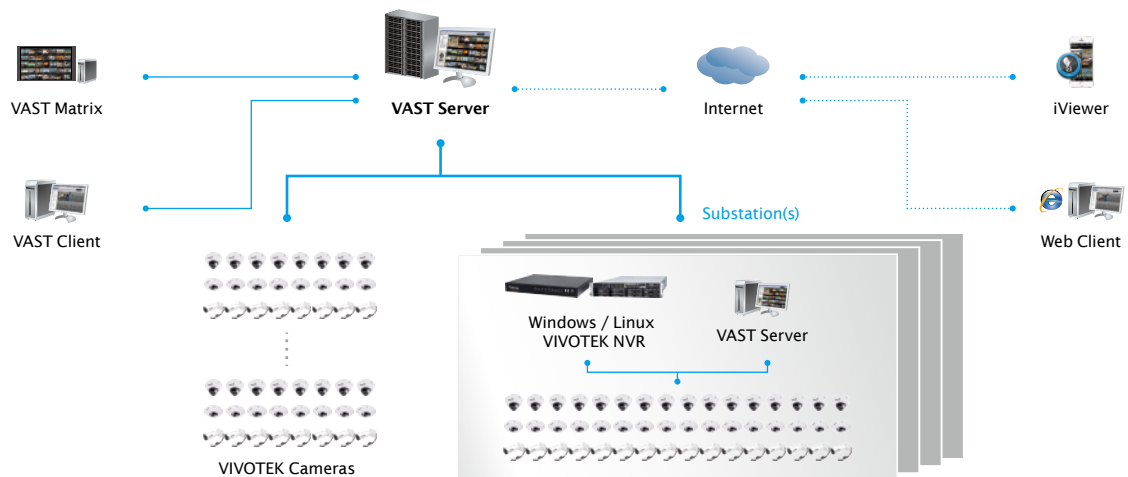 VAST Matrix
VAST Server
Internet
iViewer
VAST Client
Substation(s)
Web Client
Windows / Linux
VIVOTEK NVR
VAST Server
VIVOTEK Cameras